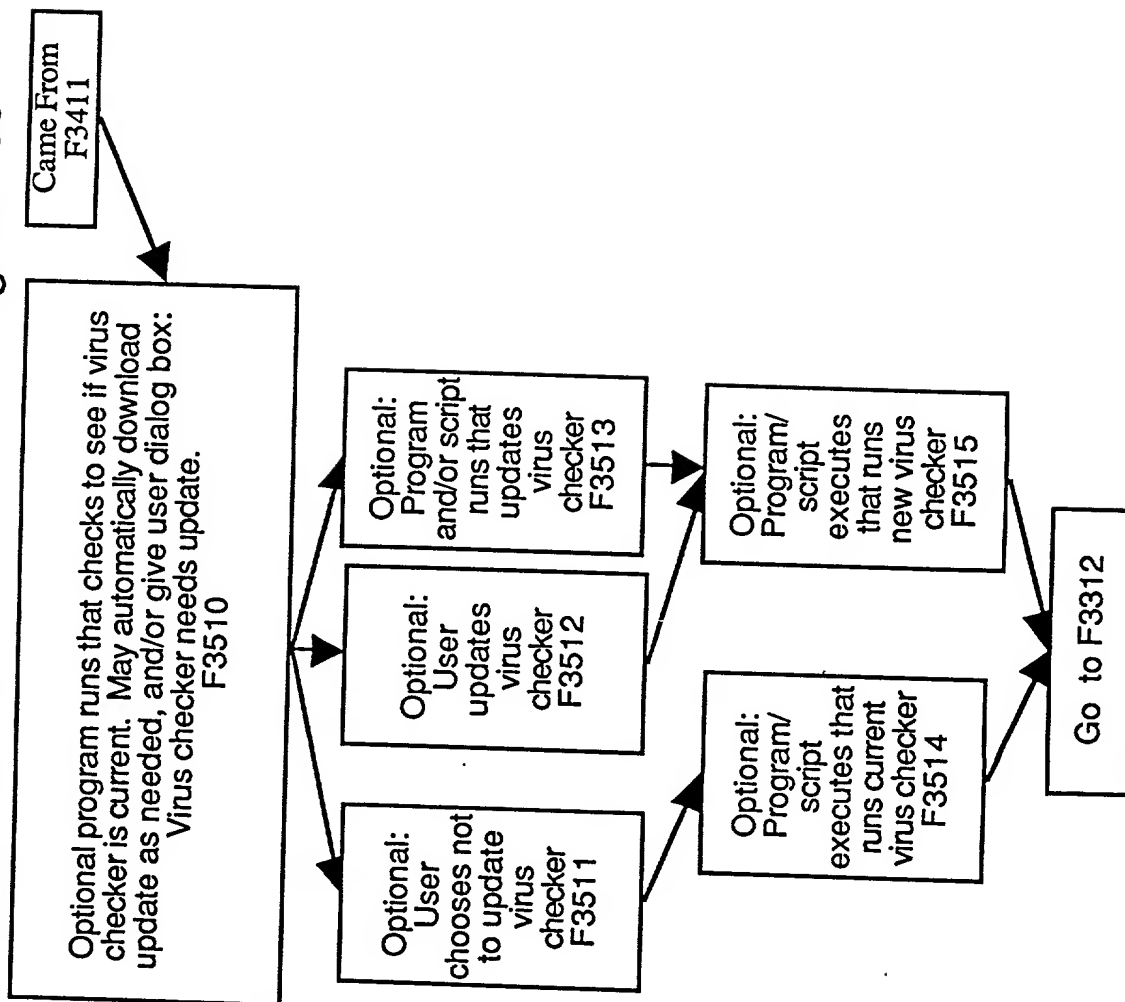 Came From
F3411
Optional program runs that checks to see if virus
checker is current. May automatically download
update as needed, and/or give user dialog box:
Virus checker needs update.
F3510
Optional:
User
chooses not
to update
virus
checker
F3511
Optional:
User
updates
virus
checker
F3512
Optional:
Program
and/or script
runs that
updates
virus
checker
F3513
Optional:
Program/
script
executes that
runs current
virus checker
F3514
Optional:
Program/
script
executes
that runs
new virus
checker
F3515
Go to F3312